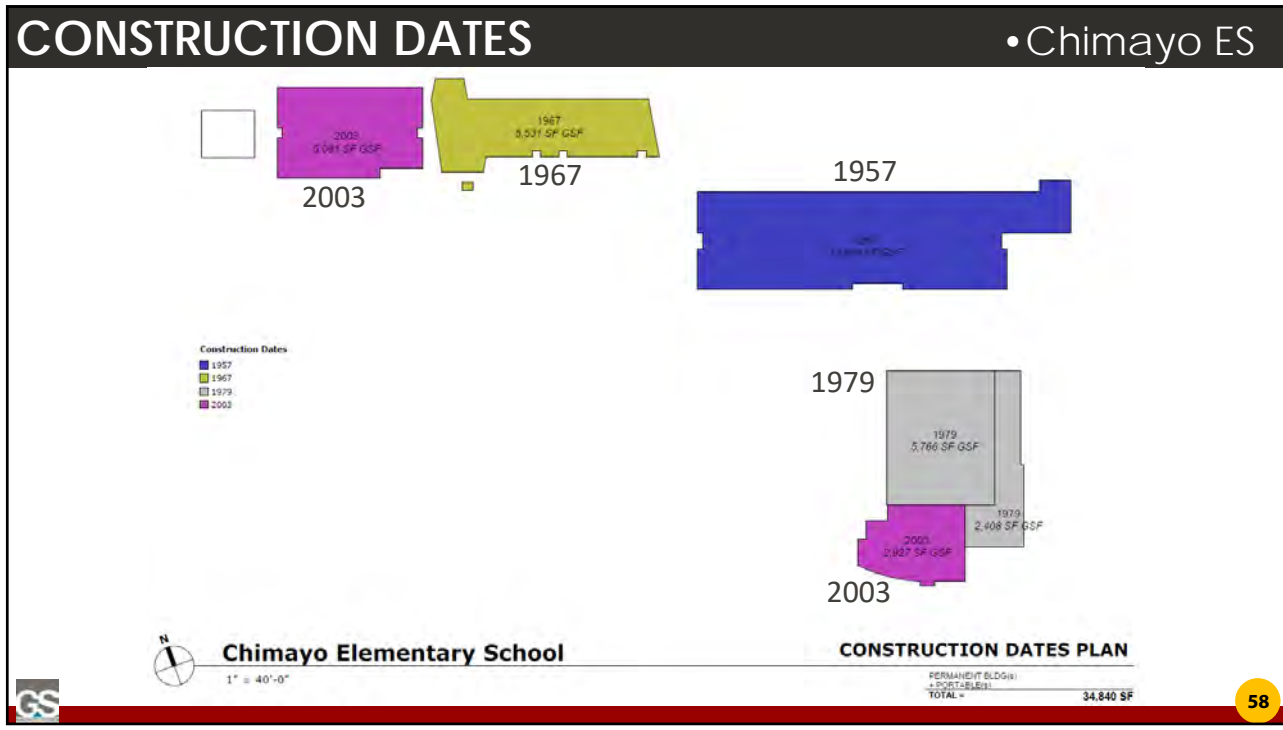 CONSTRUCTION DATES
•Chimayo ES
2003
SF GSF
2003
1967
5,531 SF GSF
1967
1957
Construction Dates
1957
1967
1979
2003
1979
1979
5,766 SF GSF
1979
2,408 SF GSF
2003
2,927 SF GSF
2003
N
Chimayo Elementary School
1" = 40'-0"
CONSTRUCTION DATES PLAN
PERMANENT BLDG(s)
+ PORTABLE(s)
TOTAL = 34,840 SF
GS
58